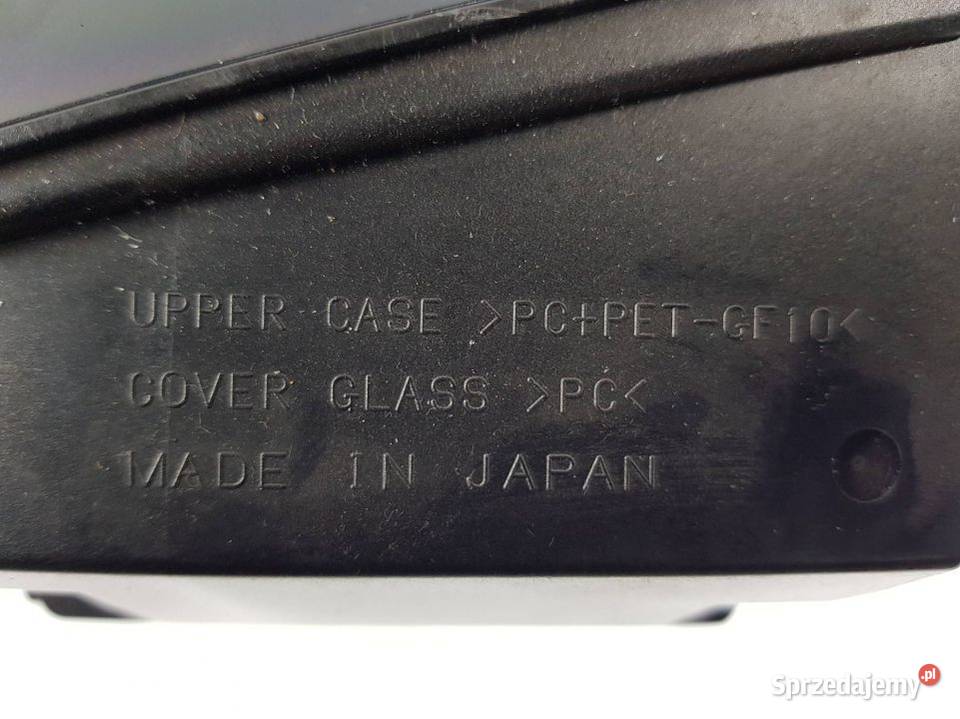 UPPER CASE >PC+PET-GF10<
COVER GLASS >PC<
MADE IN JAPAN
Sprzedajemy.pl